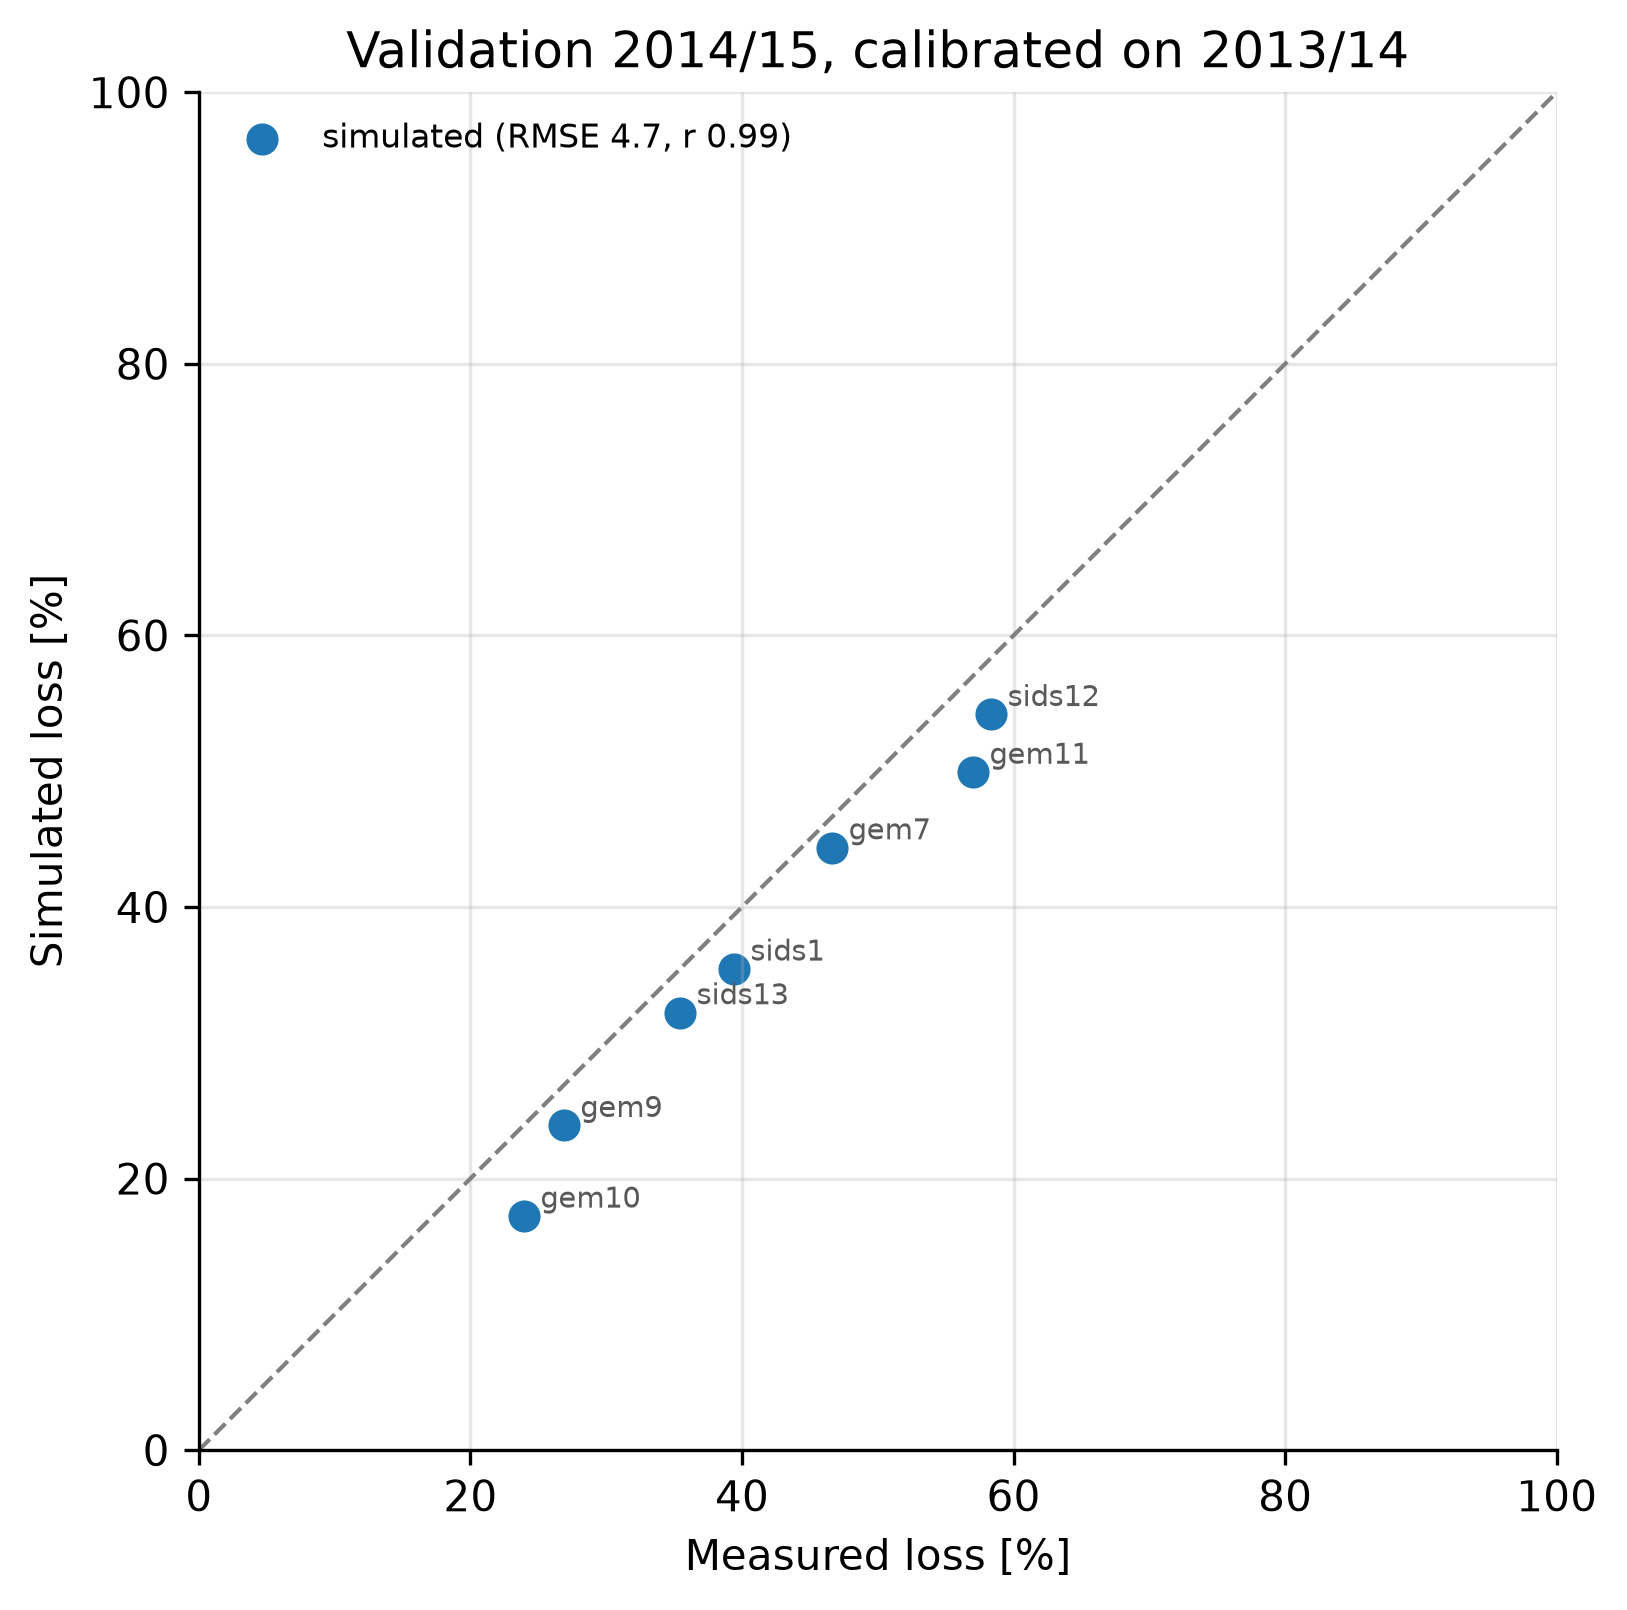 Validation 2014/15, calibrated on 2013/14
simulated (RMSE 4.7, r 0.99)
Simulated loss [%]
100
80
60
40
20
0
sids12
gem11
gem7
sids1
sids13
gem9
gem10
0 20 40 60 80 100
Measured loss [%]